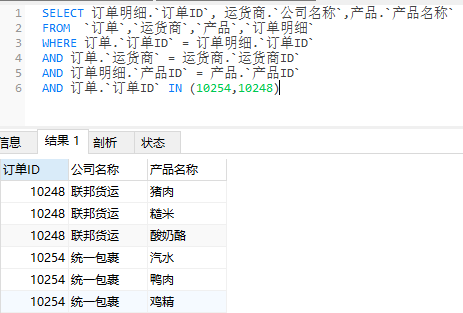 1 SELECT 订单明细.`订单ID`, 运货商.`公司名称`,产品.`产品名称`
2 FROM `订单`,`运货商`,`产品`,`订单明细`
3 WHERE 订单.`订单ID` = 订单明细.`订单ID`
4 AND 订单.`运货商` = 运货商.`运货商ID`
5 AND 订单明细.`产品ID` = 产品.`产品ID`
6 AND 订单.`订单ID` IN (10254,10248)
信息 结果 1 剖析 状态
订单ID 公司名称 产品名称
10248 联邦货运 猪肉
10248 联邦货运 糙米
10248 联邦货运 酸奶酪
10254 统一包裹 汽水
10254 统一包裹 鸭肉
10254 统一包裹 鸡精